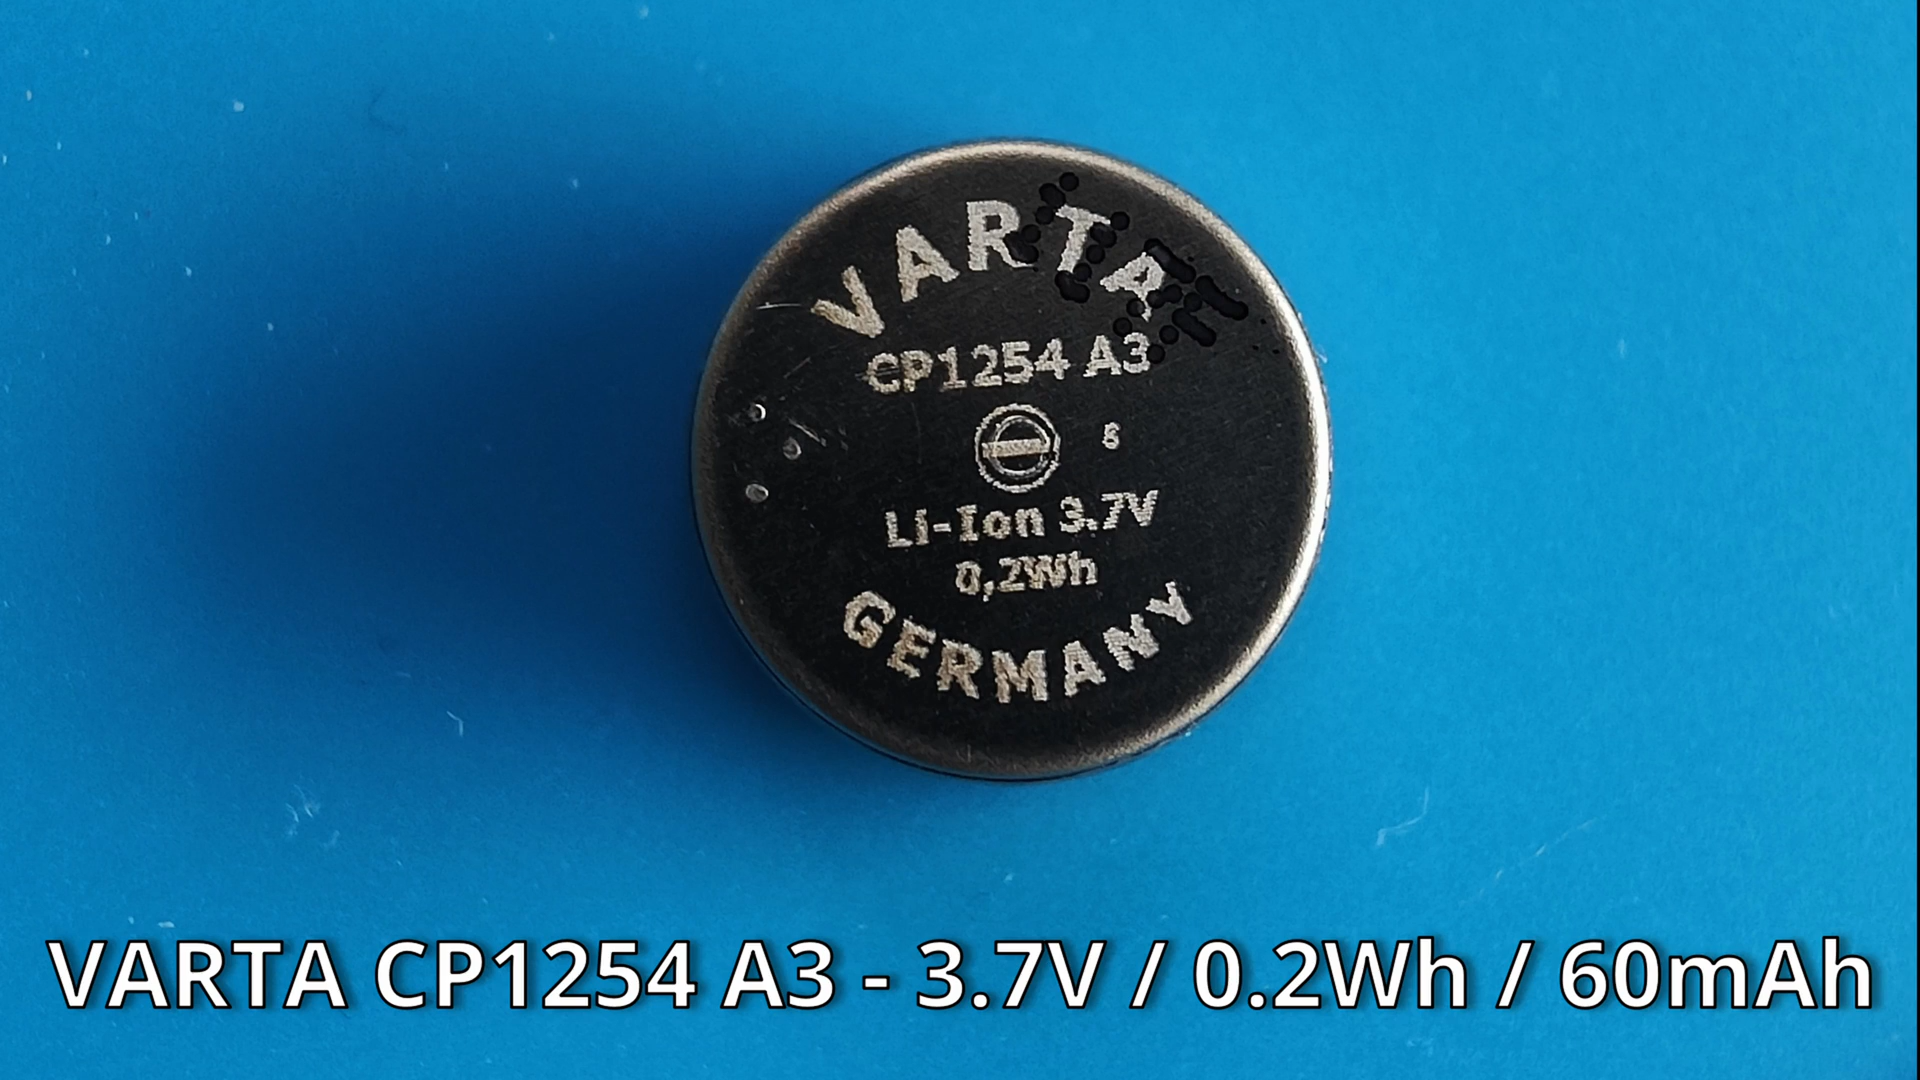 VARTA
CP1254 A3
Li-Ion 3.7V
0,2Wh
GERMANY
VARTA CP1254 A3 - 3.7V / 0.2Wh / 60mAh